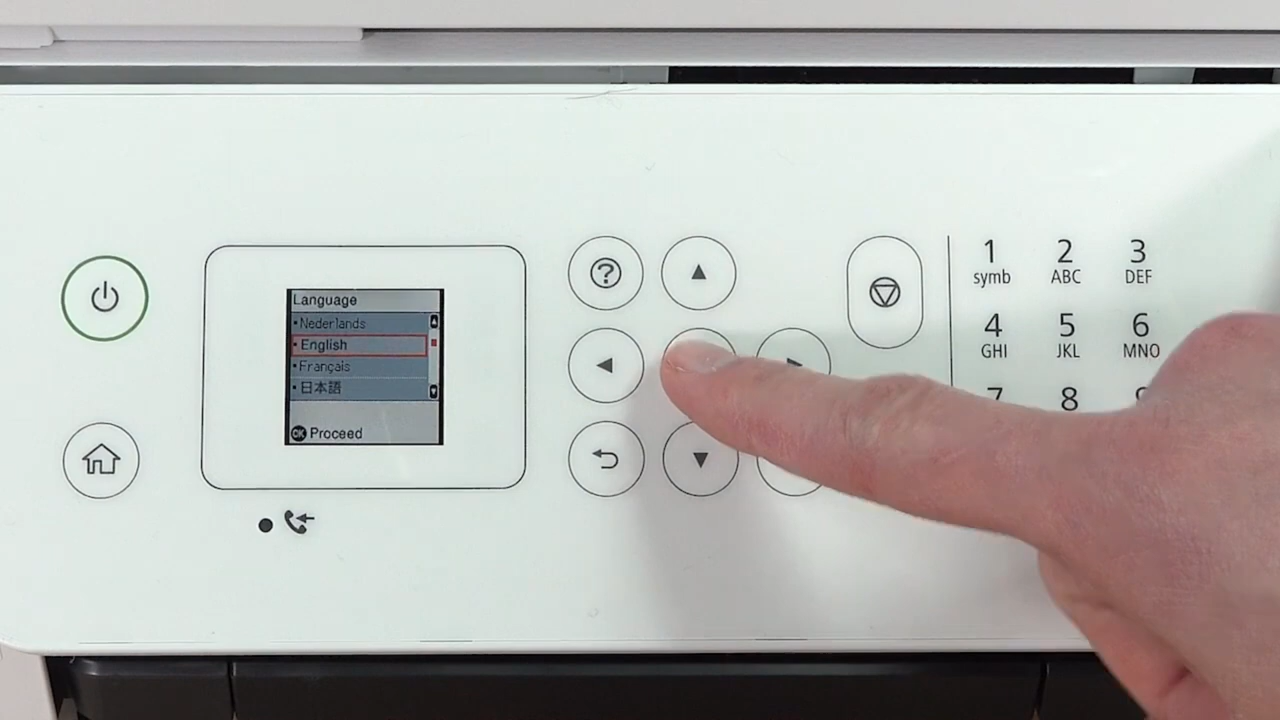 Language
Nederlands
English
Français
日本語
OK Proceed
?
1 2 3
symb ABC DEF
4 5 6
GHI JKL MNO
7 8